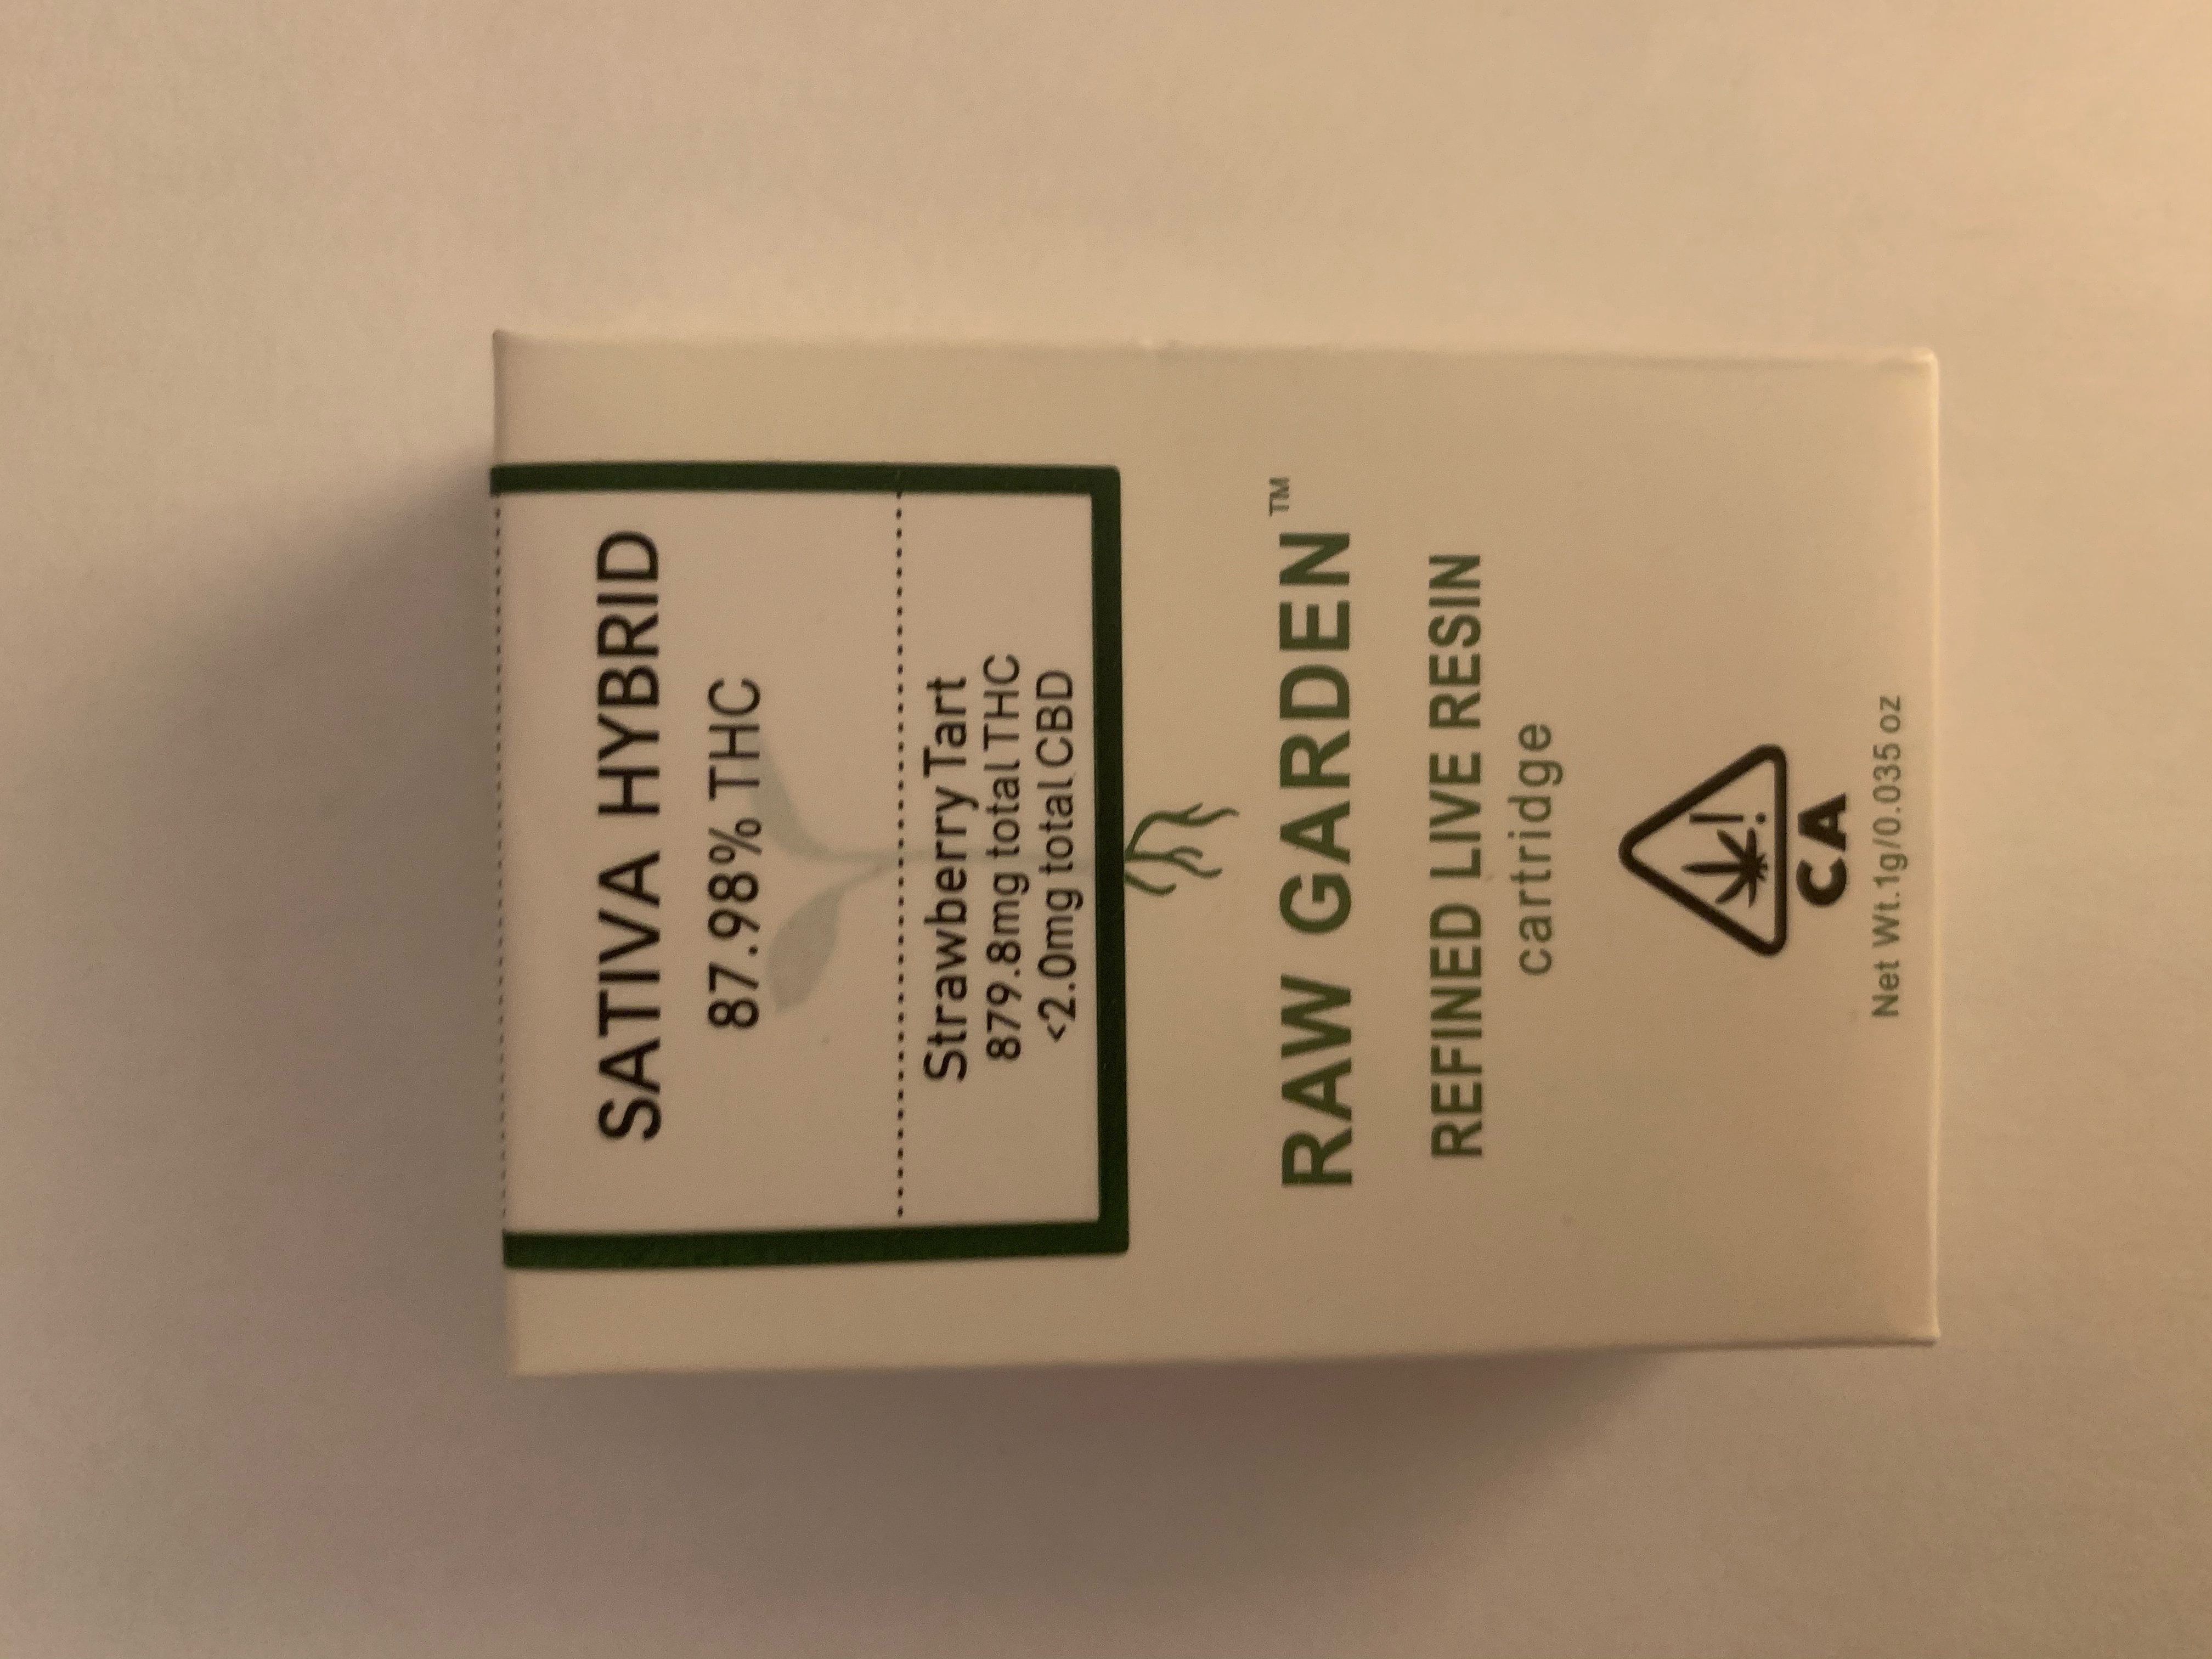 SATIVA HYBRID
87.98% THC
Strawberry Tart
879.8mg total THC
<2.0mg total CBD
RAW GARDEN™
REFINED LIVE RESIN
cartridge
!
CA
Net Wt.1g/0.035 oz